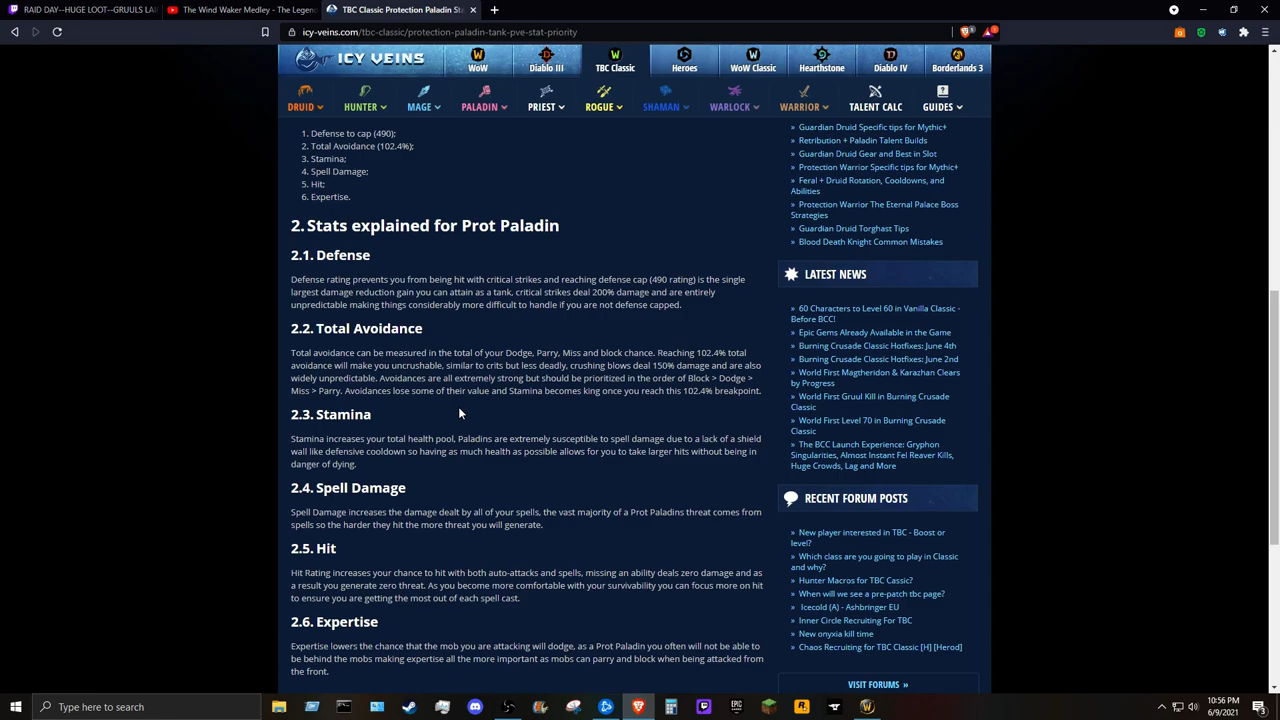 RAID DAY--HUGE LOOT--GRUULS LAI
The Wind Waker Medley - The Legend
TBC Classic Protection Paladin Sta
icy-veins.com/tbc-classic/protection-paladin-tank-pve-stat-priority
ICY VEINS
WoW
Diablo III
TBC Classic
Heroes
WoW Classic
Hearthstone
Diablo IV
Borderlands 3
DRUID
HUNTER
MAGE
PALADIN
PRIEST
ROGUE
SHAMAN
WARLOCK
WARRIOR
TALENT CALC
GUIDES
1. Defense to cap (490);
2. Total Avoidance (102.4%);
3. Stamina;
4. Spell Damage;
5. Hit;
6. Expertise.
2. Stats explained for Prot Paladin
2.1. Defense
Defense rating prevents you from being hit with critical strikes and reaching defense cap (490 rating) is the single
largest damage reduction gain you can attain as a tank, critical strikes deal 200% damage and are entirely
unpredictable making things considerably more difficult to handle if you are not defense capped.
2.2. Total Avoidance
Total avoidance can be measured in the total of your Dodge, Parry, Miss and block chance. Reaching 102.4% total
avoidance will make you uncrushable, similar to crits but less deadly, crushing blows deal 150% damage and are also
widely unpredictable. Avoidances are all extremely strong but should be prioritized in the order of Block > Dodge >
Miss > Parry. Avoidances lose some of their value and Stamina becomes king once you reach this 102.4% breakpoint.
2.3. Stamina
Stamina increases your total health pool, Paladins are extremely susceptible to spell damage due to a lack of a shield
wall like defensive cooldown so having as much health as possible allows for you to take larger hits without being in
danger of dying.
2.4. Spell Damage
Spell Damage increases the damage dealt by all of your spells, the vast majority of a Prot Paladins threat comes from
spells so the harder they hit the more threat you will generate.
2.5. Hit
Hit Rating increases your chance to hit with both auto-attacks and spells, missing an ability deals zero damage and as
a result you generate zero threat. As you become more comfortable with your survivability you can focus more on hit
to ensure you are getting the most out of each spell cast.
2.6. Expertise
Expertise lowers the chance that the mob you are attacking will dodge, as a Prot Paladin you often will not be able to
be behind the mobs making expertise all the more important as mobs can parry and block when being attacked from
the front.
» Guardian Druid Specific tips for Mythic+
» Retribution + Paladin Talent Builds
» Guardian Druid Gear and Best in Slot
» Protection Warrior Specific tips for Mythic+
» Feral + Druid Rotation, Cooldowns, and
Abilities
» Protection Warrior The Eternal Palace Boss
Strategies
» Guardian Druid Torghast Tips
» Blood Death Knight Common Mistakes
LATEST NEWS
» 60 Characters to Level 60 in Vanilla Classic -
Before BCC!
» Epic Gems Already Available in the Game
» Burning Crusade Classic Hotfixes: June 4th
» Burning Crusade Classic Hotfixes: June 2nd
» World First Magtheridon & Karazhan Clears
by Progress
» World First Gruul Kill in Burning Crusade
Classic
» World First Level 70 in Burning Crusade
Classic
» The BCC Launch Experience: Gryphon
Singularities, Almost Instant Fel Reaver Kills,
Huge Crowds, Lag and More
RECENT FORUM POSTS
» New player interested in TBC - Boost or
level?
» Which class are you going to play in Classic
and why?
» Hunter Macros for TBC Cassic?
» When will we see a pre-patch tbc page?
» Icecold (A) - Ashbringer EU
» Inner Circle Recruiting For TBC
» New onyxia kill time
» Chaos Recruiting for TBC Classic [H] [Herod]
VISIT FORUMS »
Type here to search
10:56 PM
6/9/2021